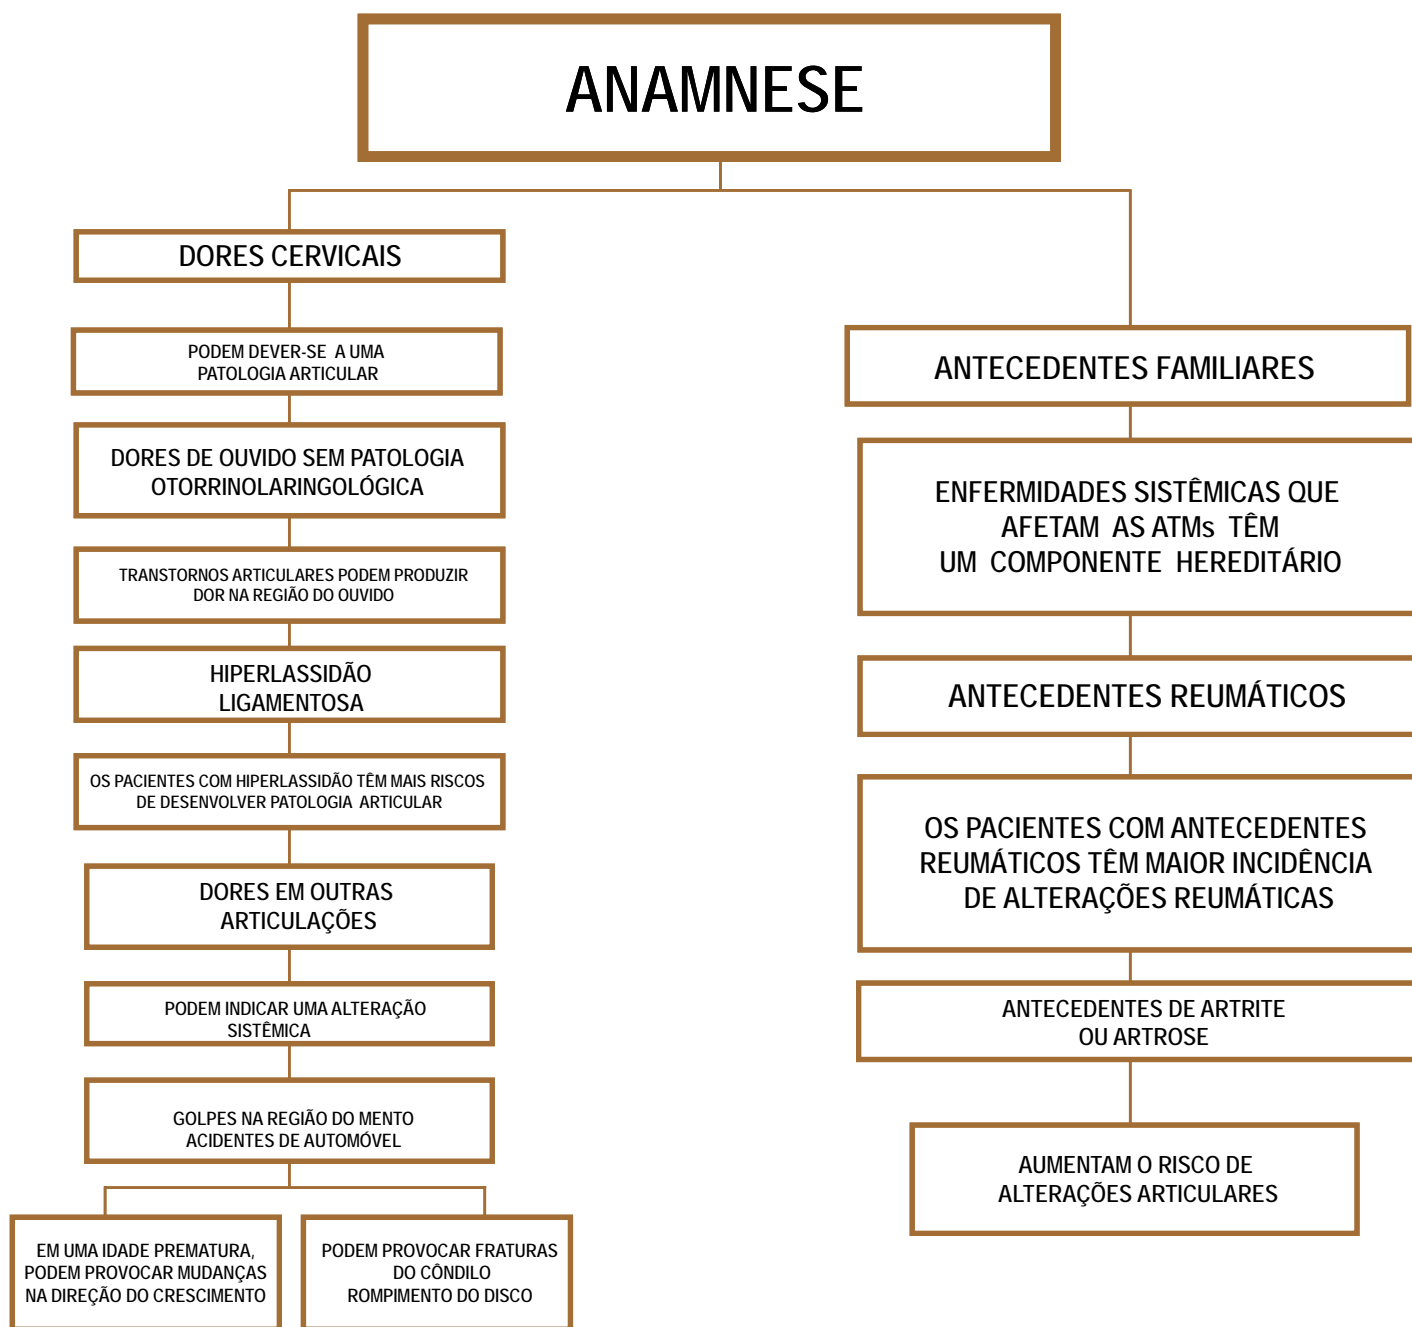 ANAMNESE
DORES CERVICAIS
PODEM DEVER-SE A UMA
PATOLOGIA ARTICULAR
DORES DE OUVIDO SEM PATOLOGIA
OTORRINOLARINGOLÓGICA
TRANSTORNOS ARTICULARES PODEM PRODUZIR
DOR NA REGIÃO DO OUVIDO
HIPERLASSIDÃO
LIGAMENTOSA
OS PACIENTES COM HIPERLASSIDÃO TÊM MAIS RISCOS
DE DESENVOLVER PATOLOGIA ARTICULAR
DORES EM OUTRAS
ARTICULAÇÕES
PODEM INDICAR UMA ALTERAÇÃO
SISTÊMICA
GOLPES NA REGIÃO DO MENTO
ACIDENTES DE AUTOMÓVEL
EM UMA IDADE PREMATURA,
PODEM PROVOCAR MUDANÇAS
NA DIREÇÃO DO CRESCIMENTO
PODEM PROVOCAR FRATURAS
DO CÔNDILO
ROMPIMENTO DO DISCO
ANTECEDENTES FAMILIARES
ENFERMIDADES SISTÊMICAS QUE
AFETAM AS ATMs TÊM
UM COMPONENTE HEREDITÁRIO
ANTECEDENTES REUMÁTICOS
OS PACIENTES COM ANTECEDENTES
REUMÁTICOS TÊM MAIOR INCIDÊNCIA
DE ALTERAÇÕES REUMÁTICAS
ANTECEDENTES DE ARTRITE
OU ARTROSE
AUMENTAM O RISCO DE
ALTERAÇÕES ARTICULARES